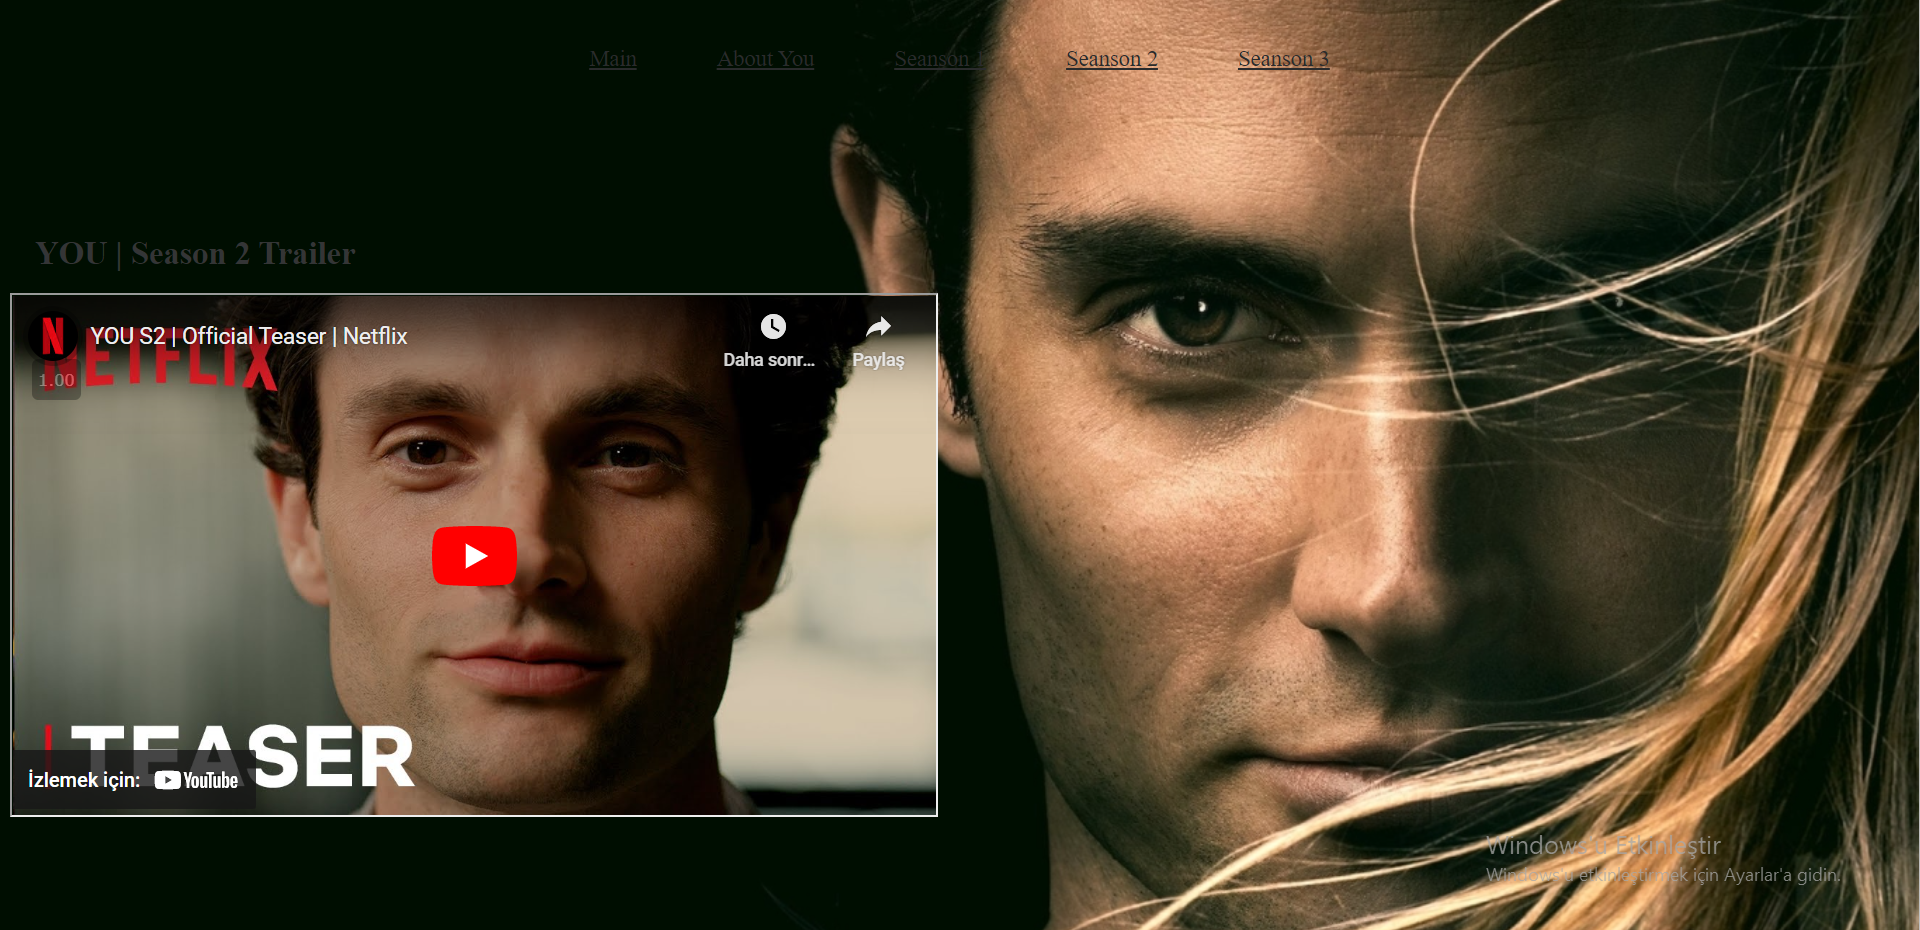 Main About You Seanson 1 Seanson 2 Seanson 3
YOU | Season 2 Trailer
YOU S2 | Official Teaser | Netflix
Daha sonr... Paylaş
NETFLIX
1.00
TEASER
İzlemek için: YouTube
Windows'u Etkinleştir
Windows'u etkinleştirmek için Ayarlar'a gidin.